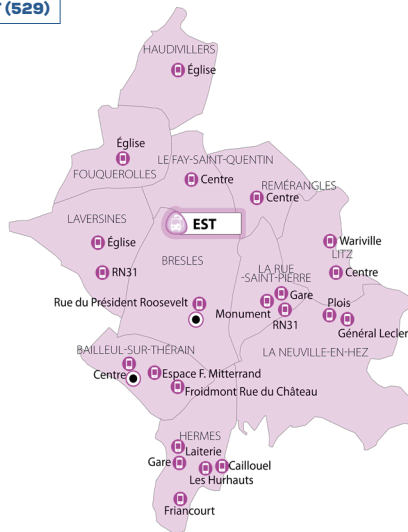 (529)
HAUDIVILLERS
Église
Église
FOUQUEROLLES
LE FAY-SAINT-QUENTIN
Centre
REMÉRANGLES
Centre
LAVERSINES
EST
Église
Wariville
LITZ
BRESLES
RN31
LA RUE
-SAINT-PIERRE
Centre
Gare
Rue du Président Roosevelt
Monument
RN31
Plois
Général Lecler
BAILLEUL-SUR-THÉRAIN
LA NEUVILLE-EN-HEZ
Centre
Espace F. Mitterrand
Froidmont Rue du Château
HERMES
Laiterie
Gare
Caillouel
Les Hurhauts
Friancourt